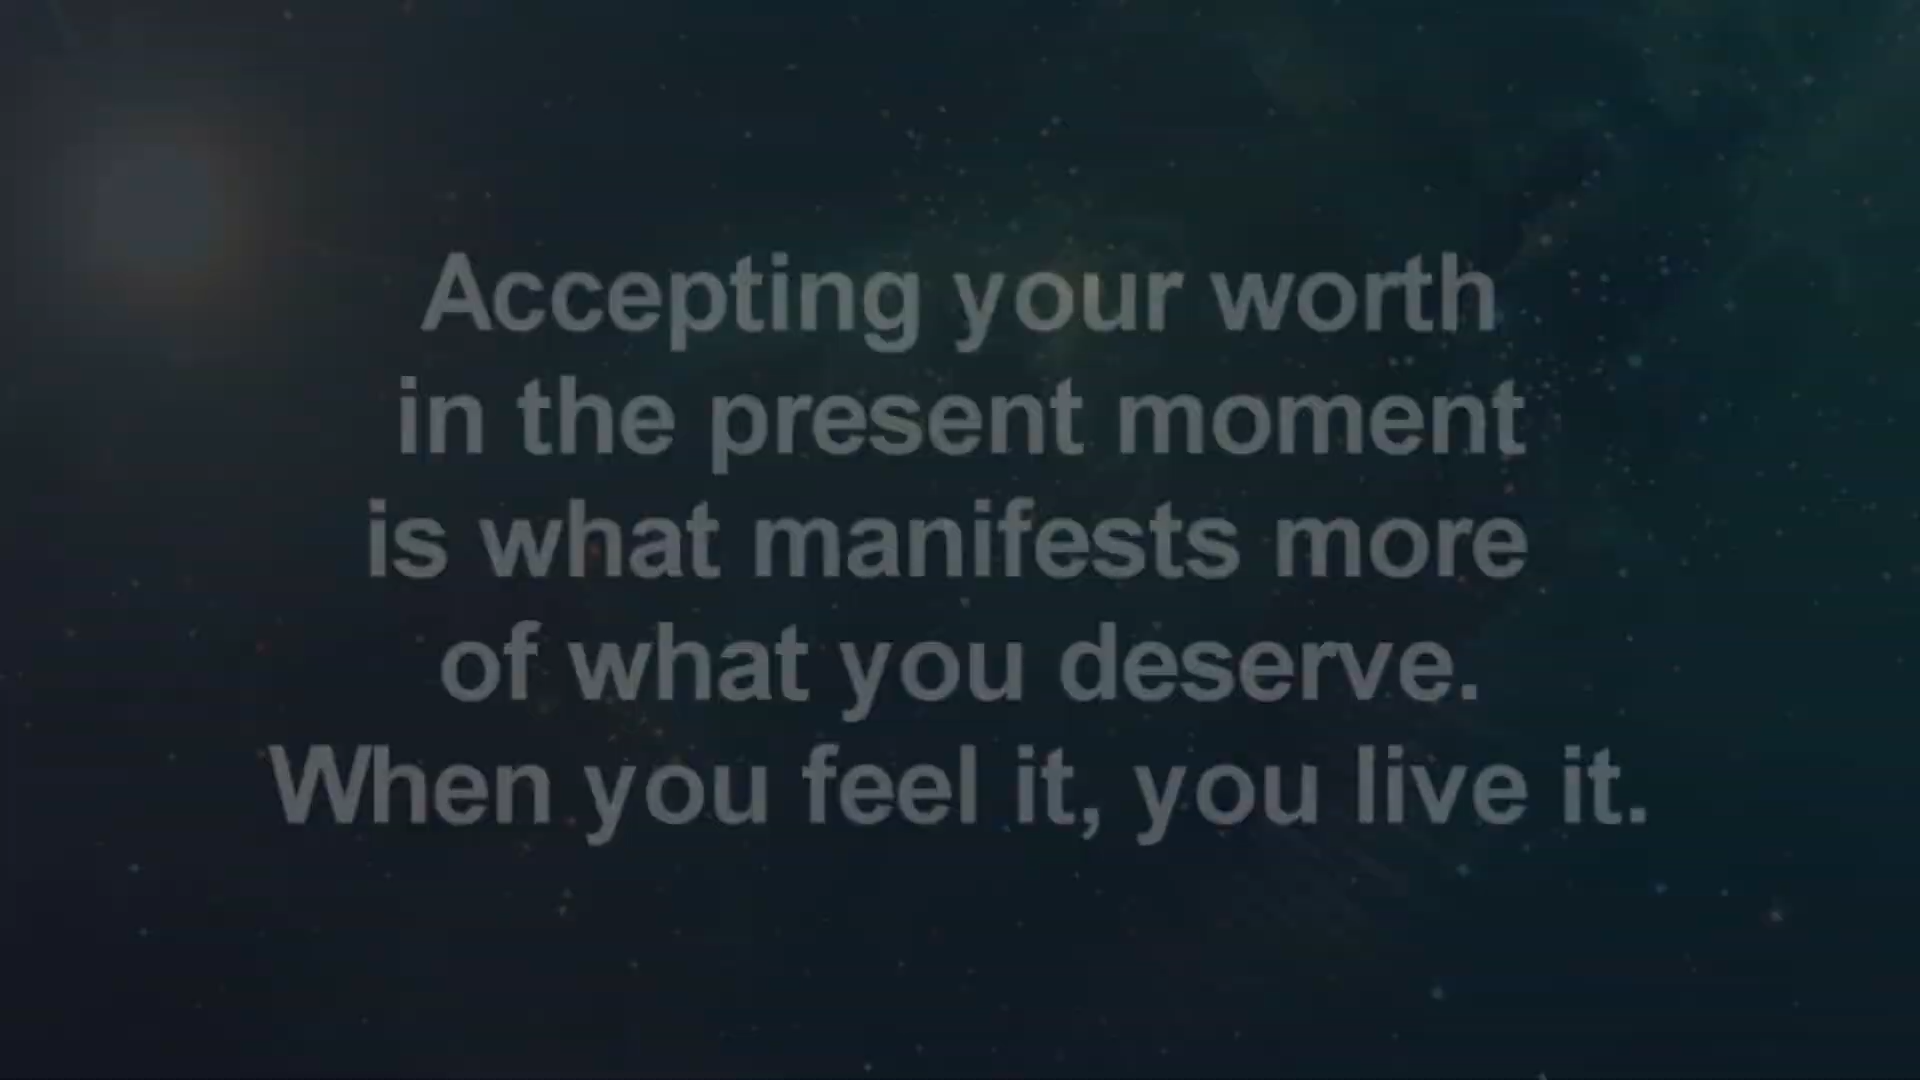 Accepting your worth
in the present moment
is what manifests more
of what you deserve.
When you feel it, you live it.